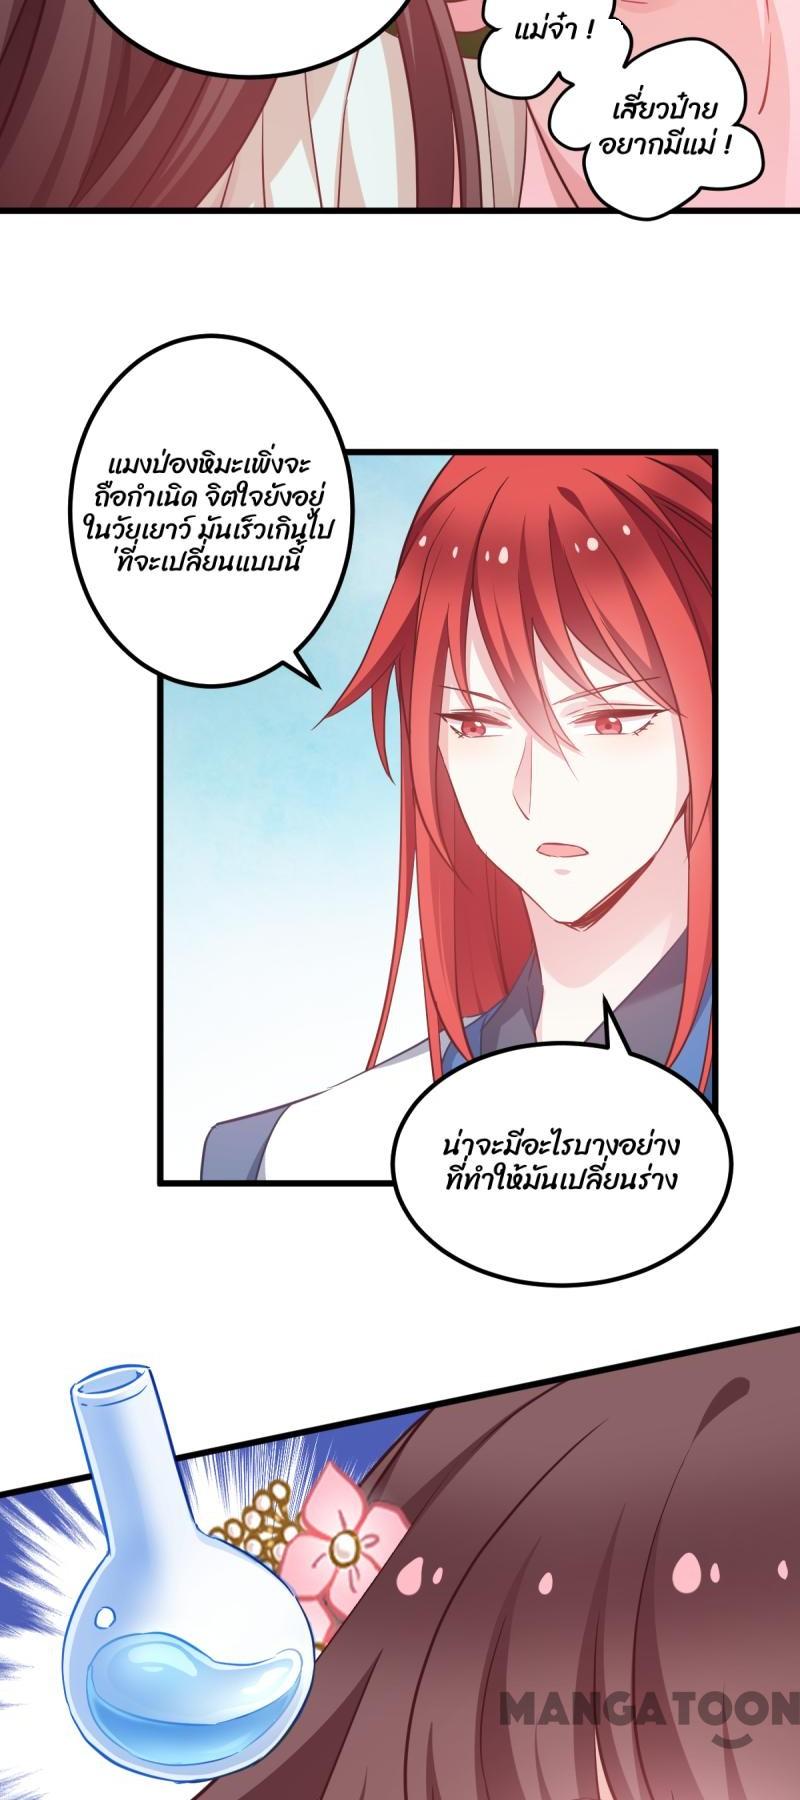 แม่จ๋า !
เสี่ยวป๋าย
อยากมีแม่ !
แมงป่องหิมะเพิ่งจะ
ถือกำเนิด จิตใจยังอยู่
ในวัยเยาว์ มันเร็วเกินไป
ที่จะเปลี่ยนแบบนี้
น่าจะมีอะไรบางอย่าง
ที่ทำให้มันเปลี่ยนร่าง
MANGATOON